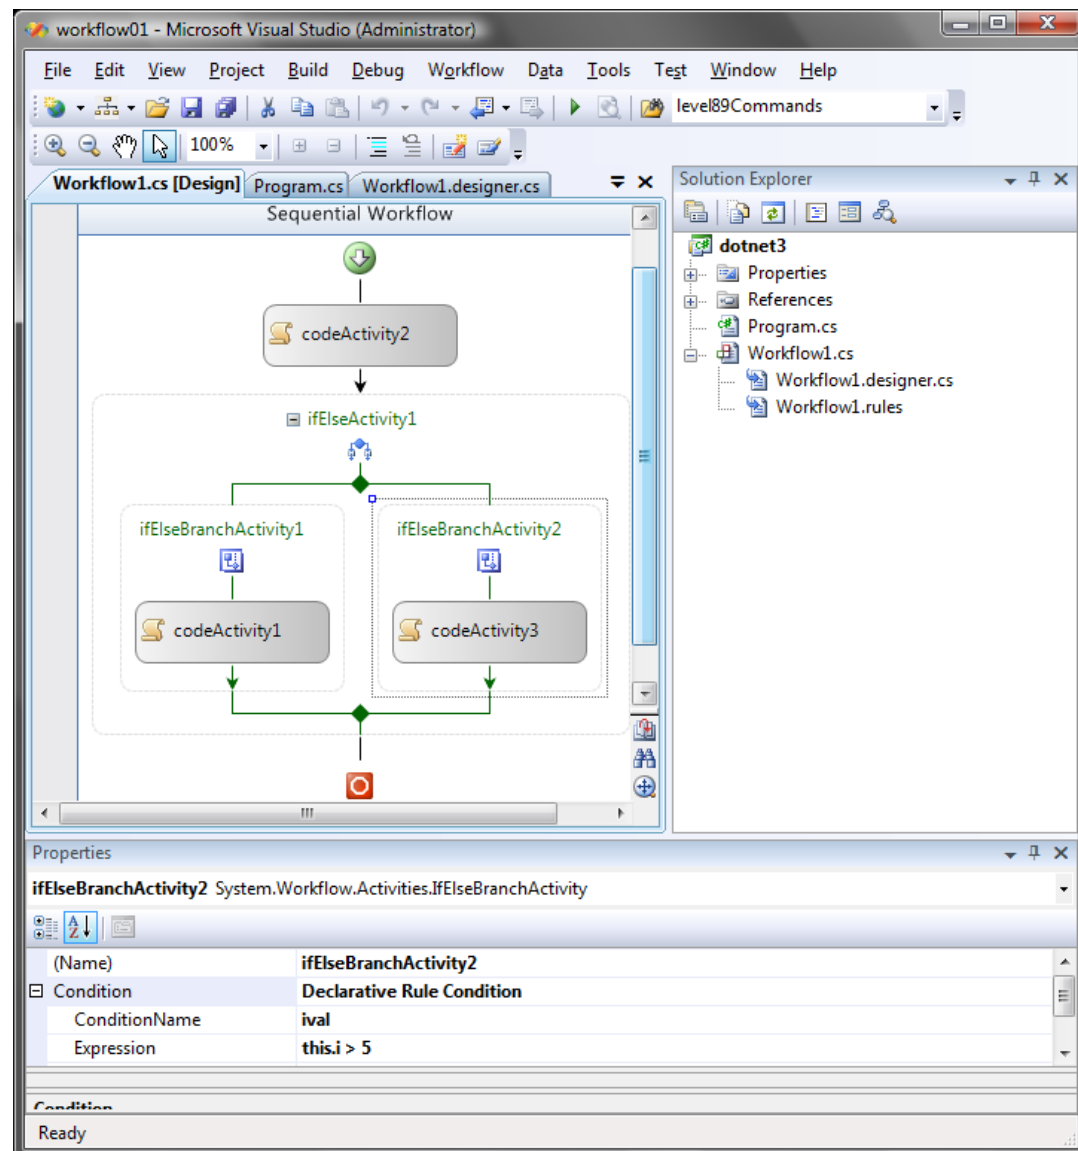 workflow01 - Microsoft Visual Studio (Administrator)
File Edit View Project Build Debug Workflow Data Tools Test Window Help
level89Commands
100%
Workflow1.cs [Design] Program.cs Workflow1.designer.cs
Sequential Workflow
codeActivity2
ifElseActivity1
ifElseBranchActivity1 ifElseBranchActivity2
codeActivity1 codeActivity3
Solution Explorer
dotnet3
Properties
References
Program.cs
Workflow1.cs
Workflow1.designer.cs
Workflow1.rules
Properties
ifElseBranchActivity2 System.Workflow.Activities.IfElseBranchActivity
(Name) ifElseBranchActivity2
Condition Declarative Rule Condition
ConditionName ival
Expression this.i > 5
Condition
Ready